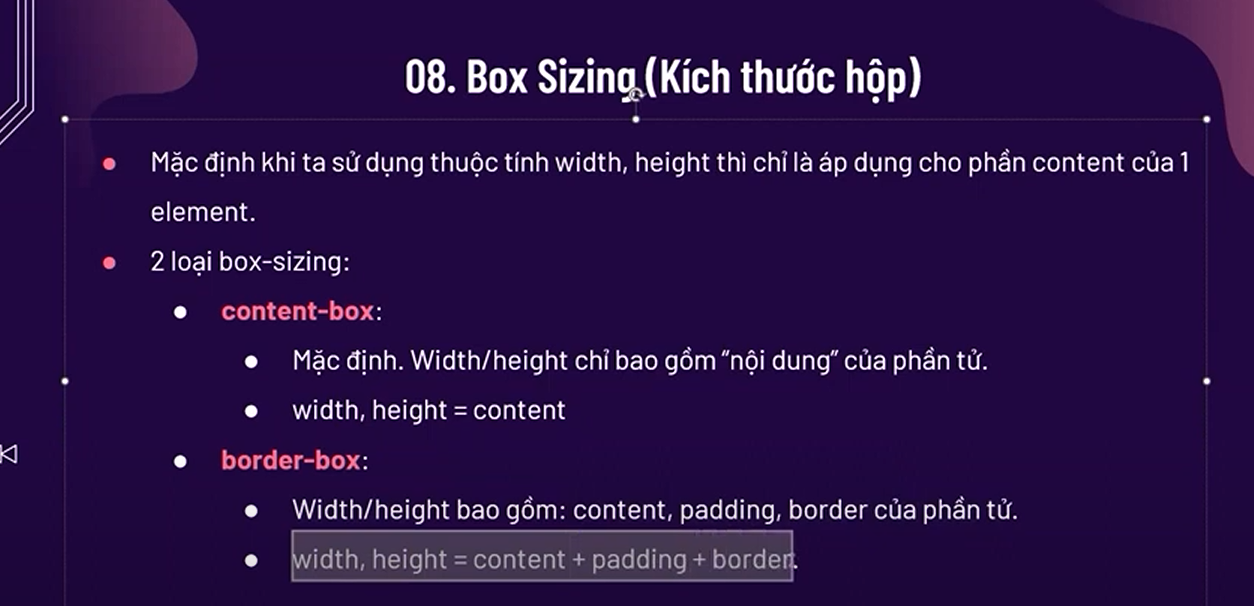 08. Box Sizing (Kích thước hộp)
Mặc định khi ta sử dụng thuộc tính width, height thì chỉ là áp dụng cho phần content của 1
element.
2 loại box-sizing:
content-box:
Mặc định. Width/height chỉ bao gồm “nội dung” của phần tử.
width, height = content
border-box:
Width/height bao gồm: content, padding, border của phần tử.
width, height = content + padding + border.